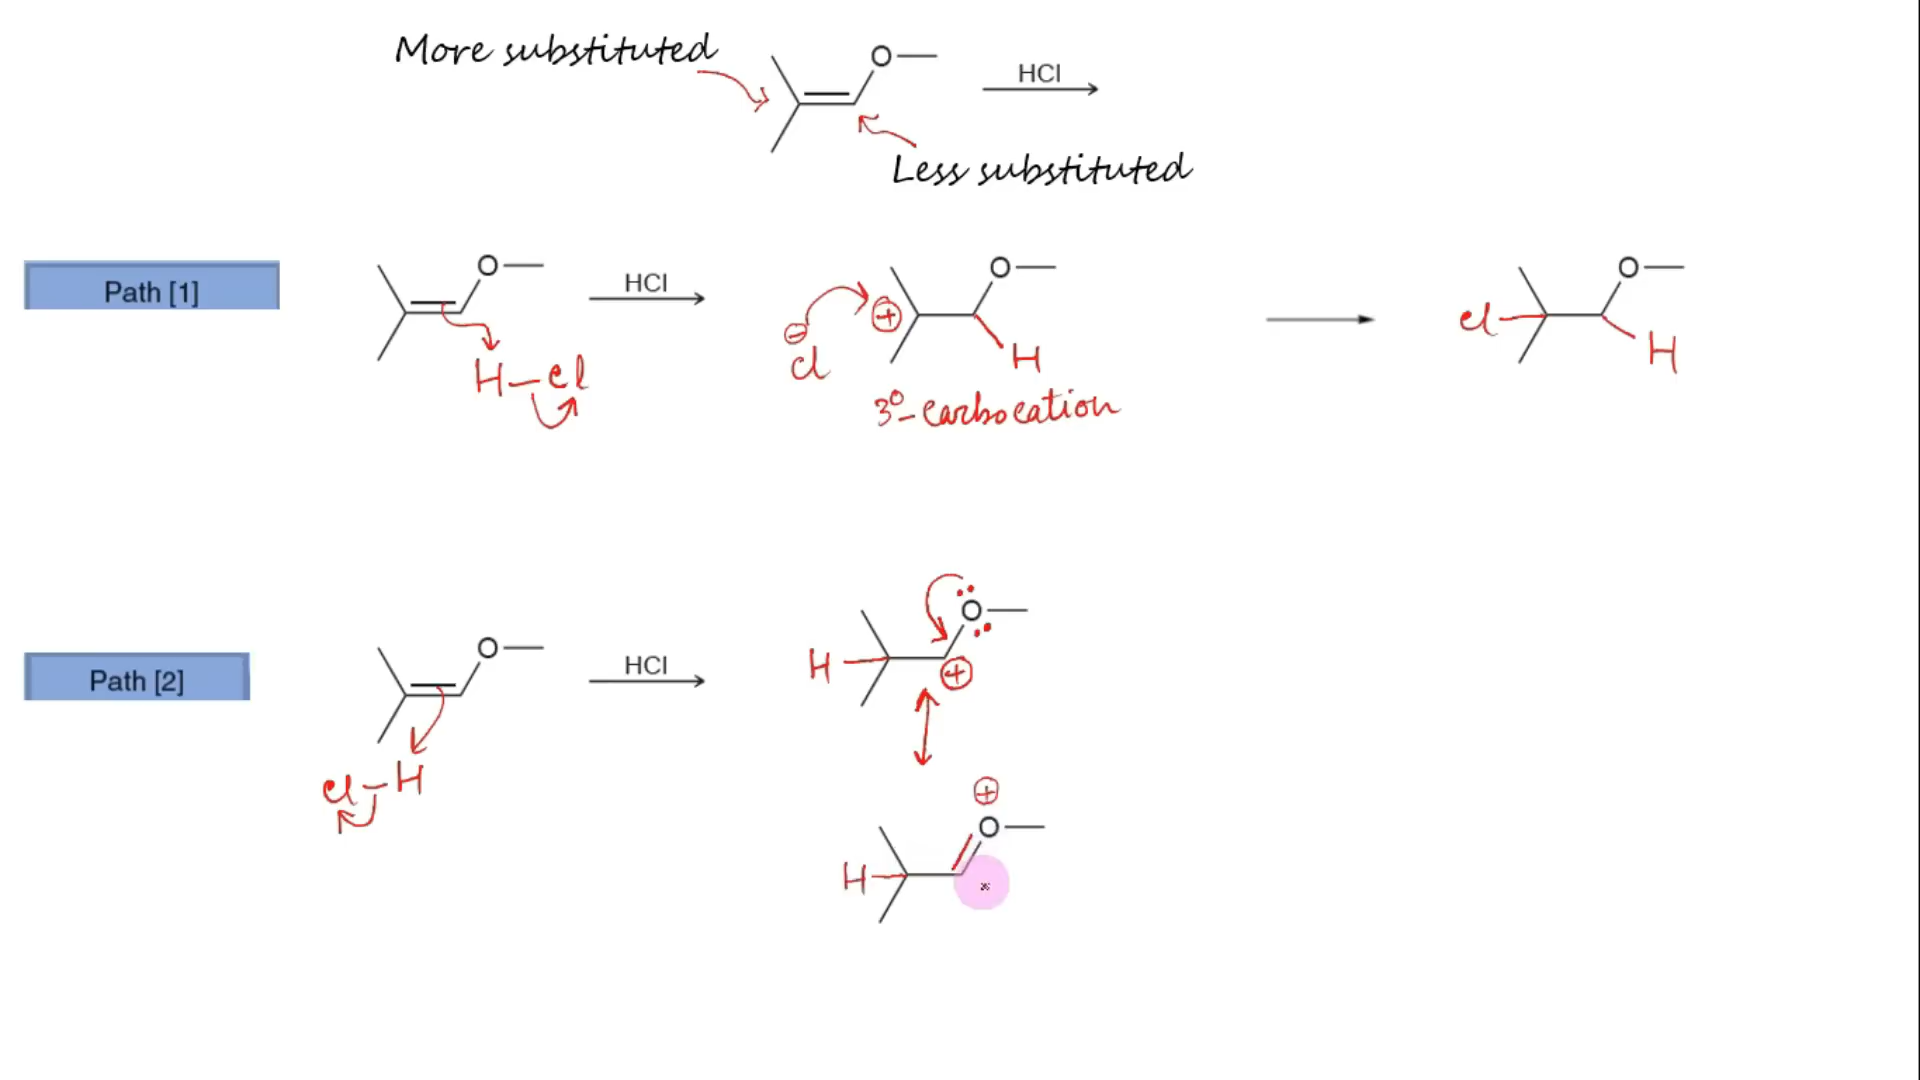 More substituted
O
HCl
Less substituted
Path [1]
O
HCl
H-Cl
⊖
Cl
⊕
O
H
3°-carbocation
Cl
O
H
Path [2]
O
HCl
Cl-H
H
O
⊕
⊕
H
O